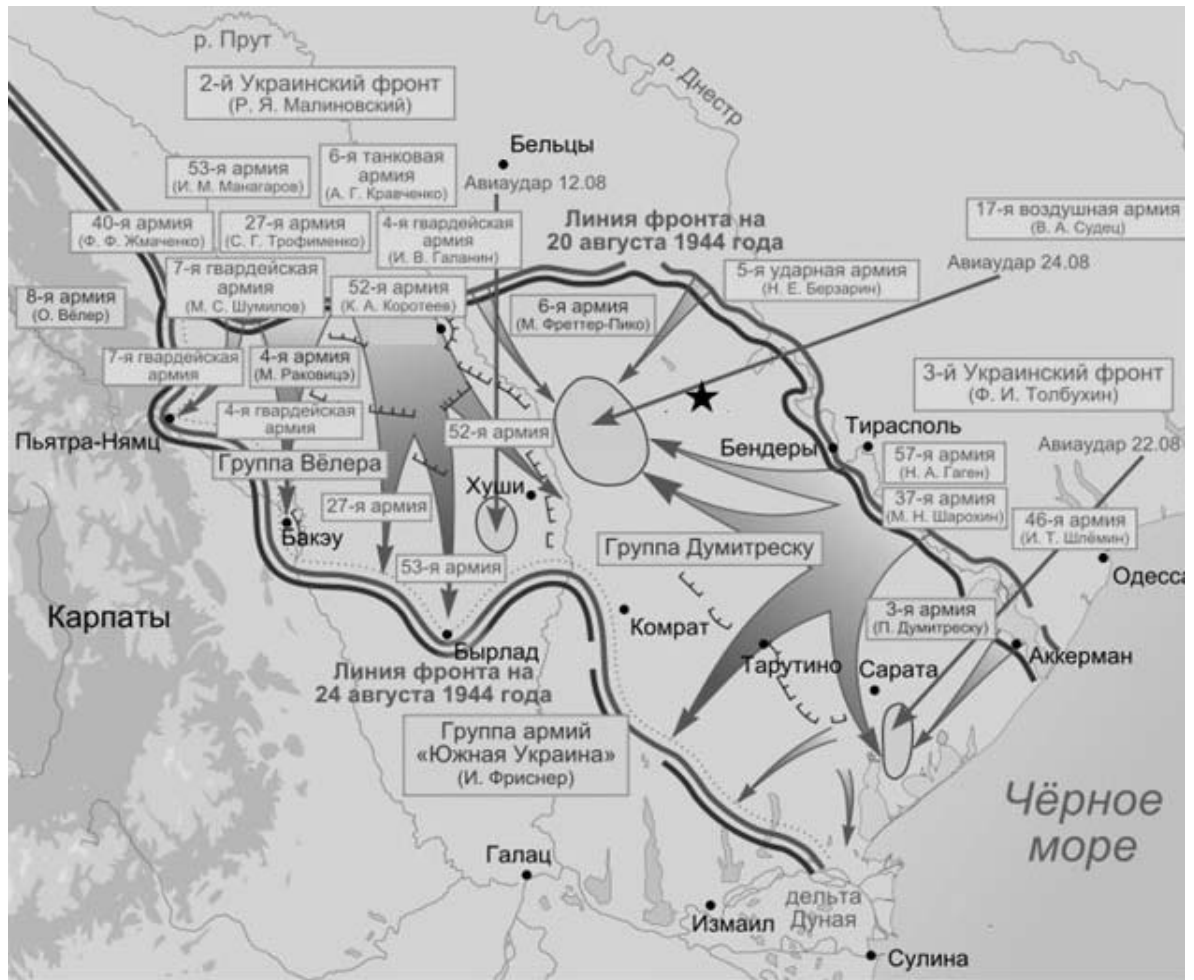 р. Прут
2-й Украинский фронт
(Р. Я. Малиновский)
р. Днестр
53-я армия
(И. М. Манагаров)
6-я танковая
армия
(А. Г. Кравченко)
Бельцы
Авиаудар 12.08
40-я армия
(Ф. Ф. Жмаченко)
27-я армия
(С. Г. Трофименко)
4-я гвардейская
армия
(И. В. Галанин)
Линия фронта на
20 августа 1944 года
17-я воздушная армия
(В. А. Судец)
Авиаудар 24.08
7-я гвардейская
армия
(М. С. Шумилов)
52-я армия
(К. А. Коротеев)
5-я ударная армия
(Н. Е. Берзарин)
8-я армия
(О. Вёлер)
6-я армия
(М. Фреттер-Пико)
7-я гвардейская
армия
4-я армия
(М. Раковицэ)
3-й Украинский фронт
(Ф. И. Толбухин)
Пьятра-Нямц
4-я гвардейская
армия
52-я армия
Бендеры
Тирасполь
Авиаудар 22.08
57-я армия
(Н. А. Гаген)
Группа Вёлера
Хуши
27-я армия
37-я армия
(М. Н. Шарохин)
46-я армия
(И. Т. Шлёмин)
Бакэу
Группа Думитреску
53-я армия
Одесса
Карпаты
Комрат
3-я армия
(П. Думитреску)
Бырлад
Тарутино
Сарата
Аккерман
Линия фронта на
24 августа 1944 года
Группа армий
«Южная Украина»
(И. Фриснер)
Чёрное
море
Галац
Измаил
дельта
Дуная
Сулина